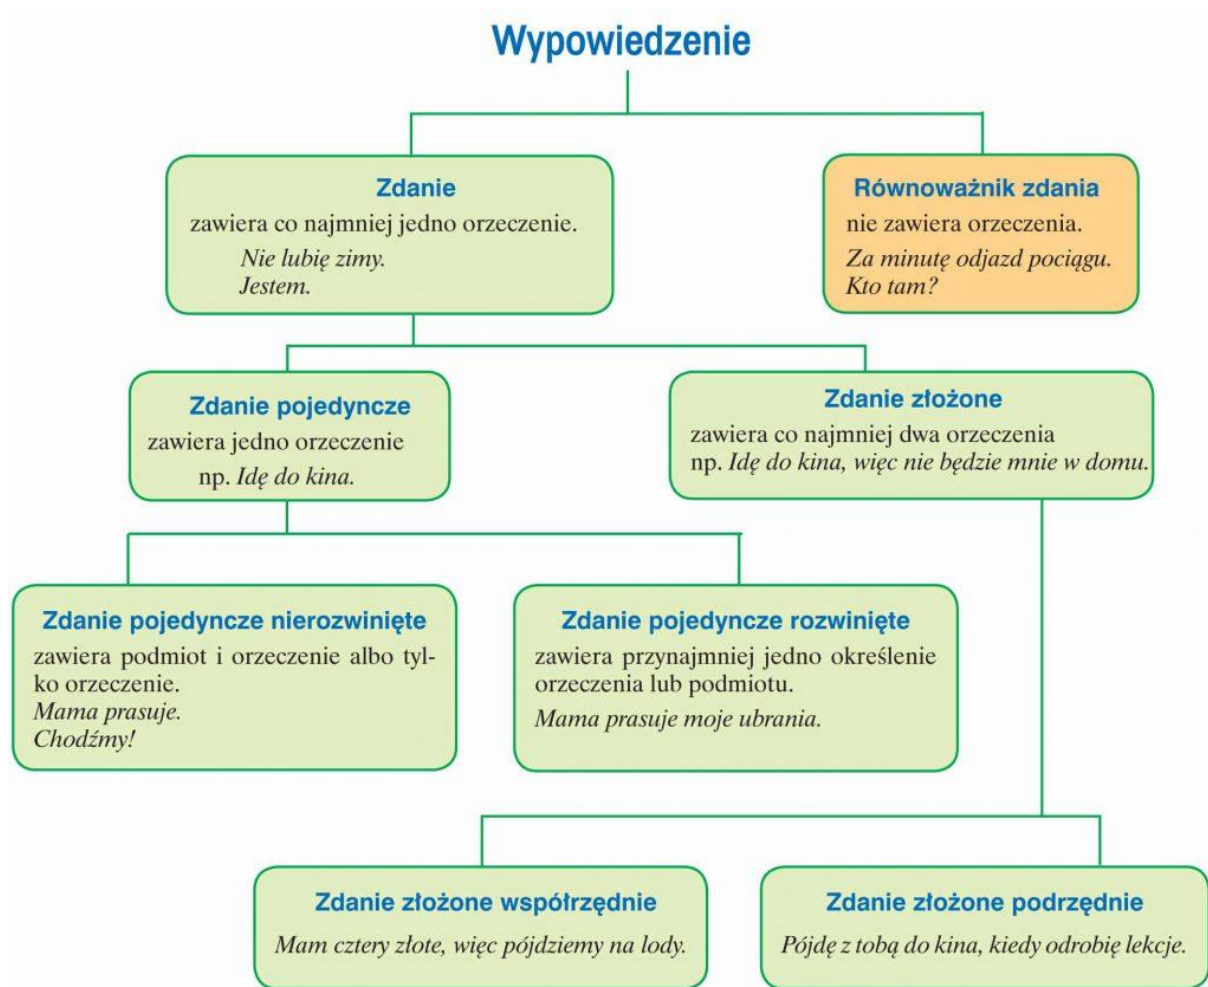 Wypowiedzenie
Zdanie
zawiera co najmniej jedno orzeczenie.
Nie lubię zimy.
Jestem.
Równoważnik zdania
nie zawiera orzeczenia.
Za minutę odjazd pociągu.
Kto tam?
Zdanie pojedyncze
zawiera jedno orzeczenie
np. Idę do kina.
Zdanie złożone
zawiera co najmniej dwa orzeczenia
np. Idę do kina, więc nie będzie mnie w domu.
Zdanie pojedyncze nierozwinięte
zawiera podmiot i orzeczenie albo tyl-
ko orzeczenie.
Mama prasuje.
Chodźmy!
Zdanie pojedyncze rozwinięte
zawiera przynajmniej jedno określenie
orzeczenia lub podmiotu.
Mama prasuje moje ubrania.
Zdanie złożone współrzędnie
Mam cztery złote, więc pójdziemy na lody.
Zdanie złożone podrzędnie
Pójdę z tobą do kina, kiedy odrobię lekcje.